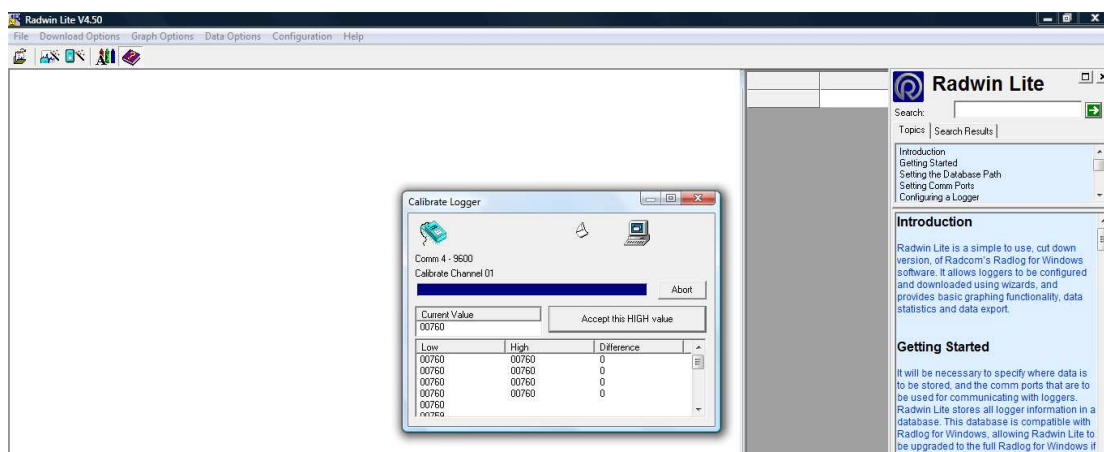 Radwin Lite V4.50
File Download Options Graph Options Data Options Configuration Help
Radwin Lite
Search:
Topics Search Results
Introduction
Getting Started
Setting the Database Path
Setting Comm Ports
Configuring a Logger
Introduction
Radwin Lite is a simple to use, cut down
version, of Radcom's Radlog for Windows
software. It allows loggers to be configured
and downloaded using wizards, and
provides basic graphing functionality, data
statistics and data export.
Getting Started
It will be necessary to specify where data is
to be stored, and the comm ports that are to
be used for communicating with loggers.
Radwin Lite stores all logger information in a
database. This database is compatible with
Radlog for Windows, allowing Radwin Lite to
be upgraded to the full Radlog for Windows if
Calibrate Logger
Comm 4 - 9600
Calibrate Channel 01
Abort
Current Value
00760
Accept this HIGH value
Low High Difference
00760 00760 0
00760 00760 0
00760 00760 0
00760 00760 0
00760
00759